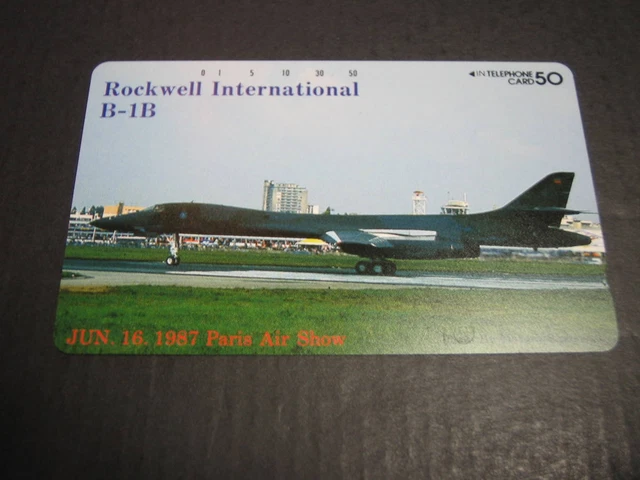 0 1 5 10 30 50
◀IN TELEPHONE
CARD 50
Rockwell International
B-1B
JUN. 16. 1987 Paris Air Show